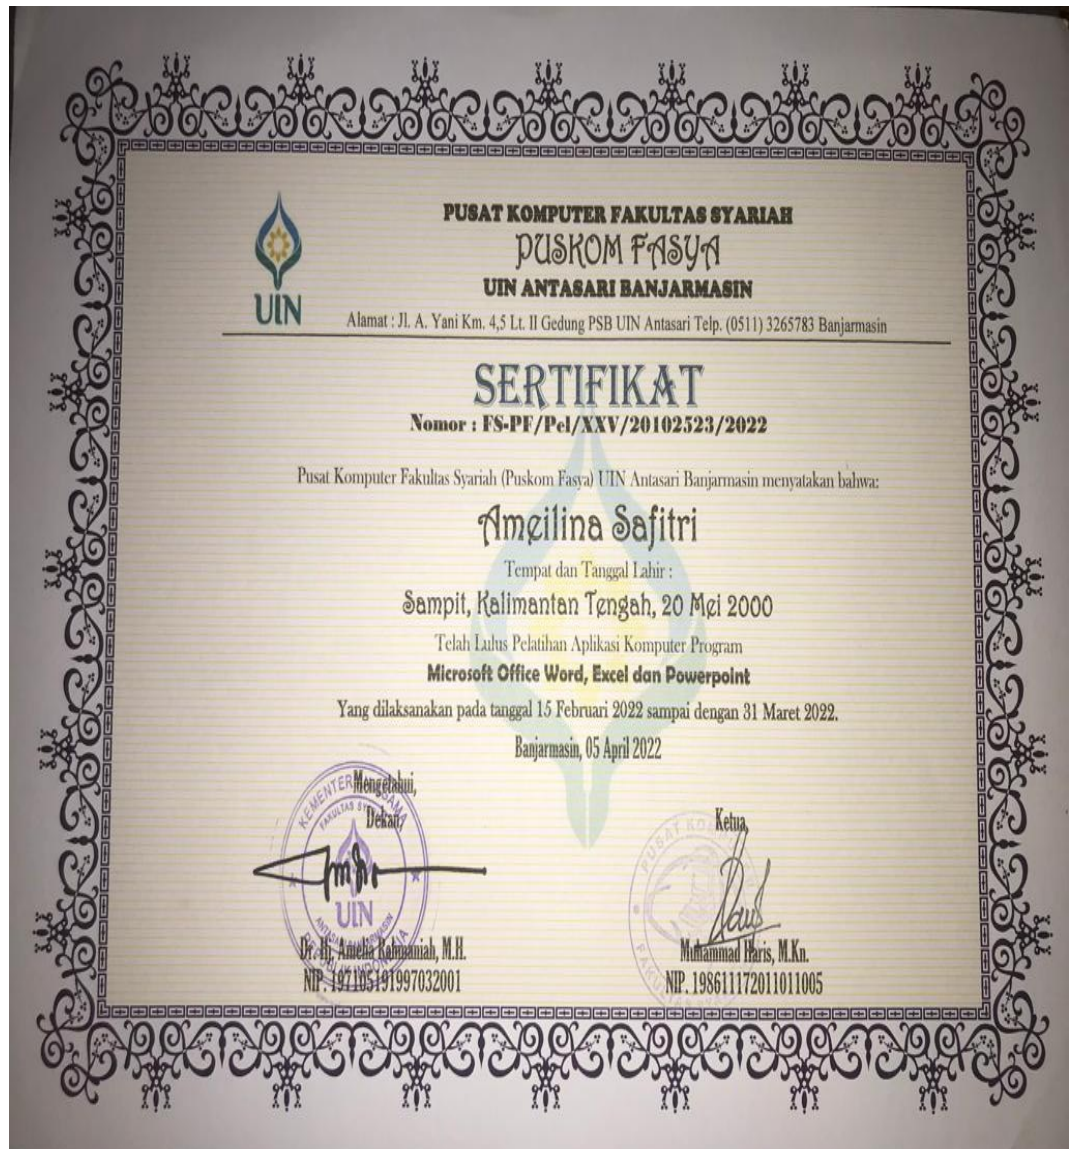 PUSAT KOMPUTER FAKULTAS SYARIAH
PUSKOM FASYA
UIN ANTASARI BANJARMASIN
UIN
Alamat : Jl. A. Yani Km. 4,5 Lt. II Gedung PSB UIN Antasari Telp. (0511) 3265783 Banjarmasin
SERTIFIKAT
Nomor : FS-PF/Pel/XXV/20102523/2022
Pusat Komputer Fakultas Syariah (Puskom Fasya) UIN Antasari Banjarmasin menyatakan bahwa:
Ameilina Safitri
Tempat dan Tanggal Lahir :
Sampit, Kalimantan Tengah, 20 Mei 2000
Telah Lulus Pelatihan Aplikasi Komputer Program
Microsoft Office Word, Excel dan Powerpoint
Yang dilaksanakan pada tanggal 15 Februari 2022 sampai dengan 31 Maret 2022.
Banjarmasin, 05 April 2022
Mengetahui,
Dekan,
UIN
REPUBLIK INDONESIA
Dr. Hj. Amelia Rahmaniah, M.H.
NIP. 197105191997032001
Ketua,
PUSAT
Muhammad Haris, M.Kn.
NIP. 198611172011011005